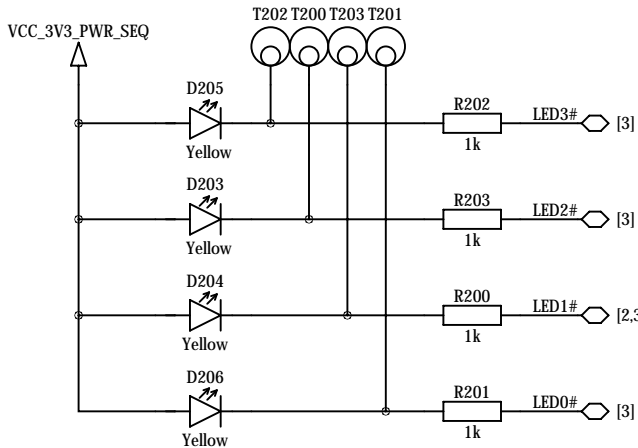 T202 T200 T203 T201
VCC_3V3_PWR_SEQ
D205
Yellow
R202
1k
LED3#
[3]
D203
Yellow
R203
1k
LED2#
[3]
D204
Yellow
R200
1k
LED1#
[2,3
D206
Yellow
R201
1k
LED0#
[3]